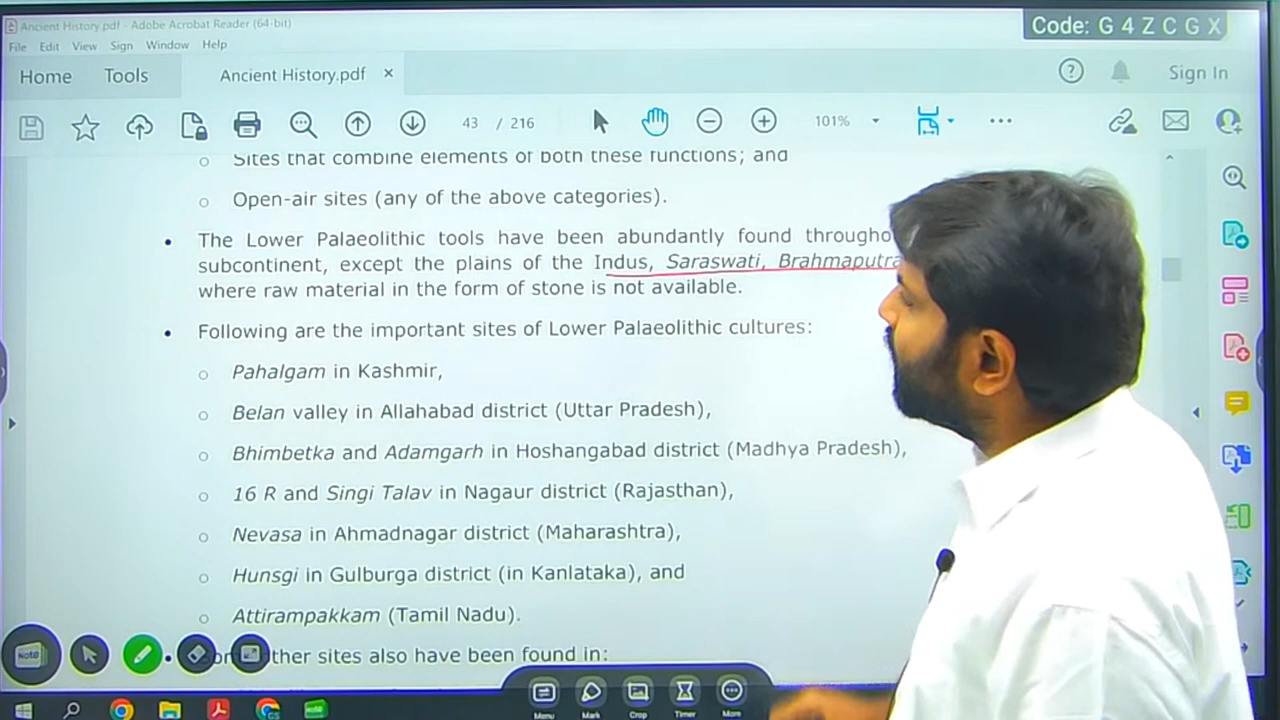 Ancient History.pdf - Adobe Acrobat Reader (64-bit)
Code: G 4 Z C G X
File Edit View Sign Window Help
Home Tools Ancient History.pdf × Sign In
43 / 216 101%
Sites that combine elements of both these functions; and
Open-air sites (any of the above categories).
The Lower Palaeolithic tools have been abundantly found
subcontinent, except the plains of the Indus, Saraswati, Brahmaputra
where raw material in the form of stone is not available.
Following are the important sites of Lower Palaeolithic cultures:
Pahalgam in Kashmir,
Belan valley in Allahabad district (Uttar Pradesh),
Bhimbetka and Adamgarh in Hoshangabad district (Madhya Pradesh),
16 R and Singi Talav in Nagaur district (Rajasthan),
Nevasa in Ahmadnagar district (Maharashtra),
Hunsgi in Gulburga district (in Kanlataka), and
Attirampakkam (Tamil Nadu).
other sites also have been found in:
Note
Menu Mark Crop Timer More